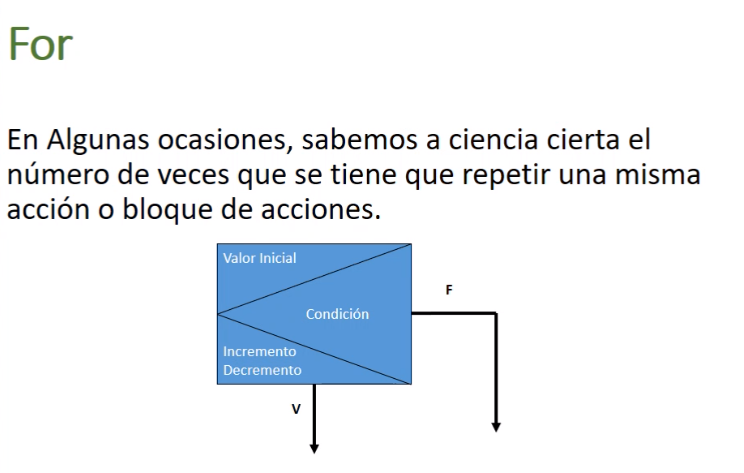 For
En Algunas ocasiones, sabemos a ciencia cierta el
número de veces que se tiene que repetir una misma
acción o bloque de acciones.
Valor Inicial
F
Condición
Incremento
Decremento
V